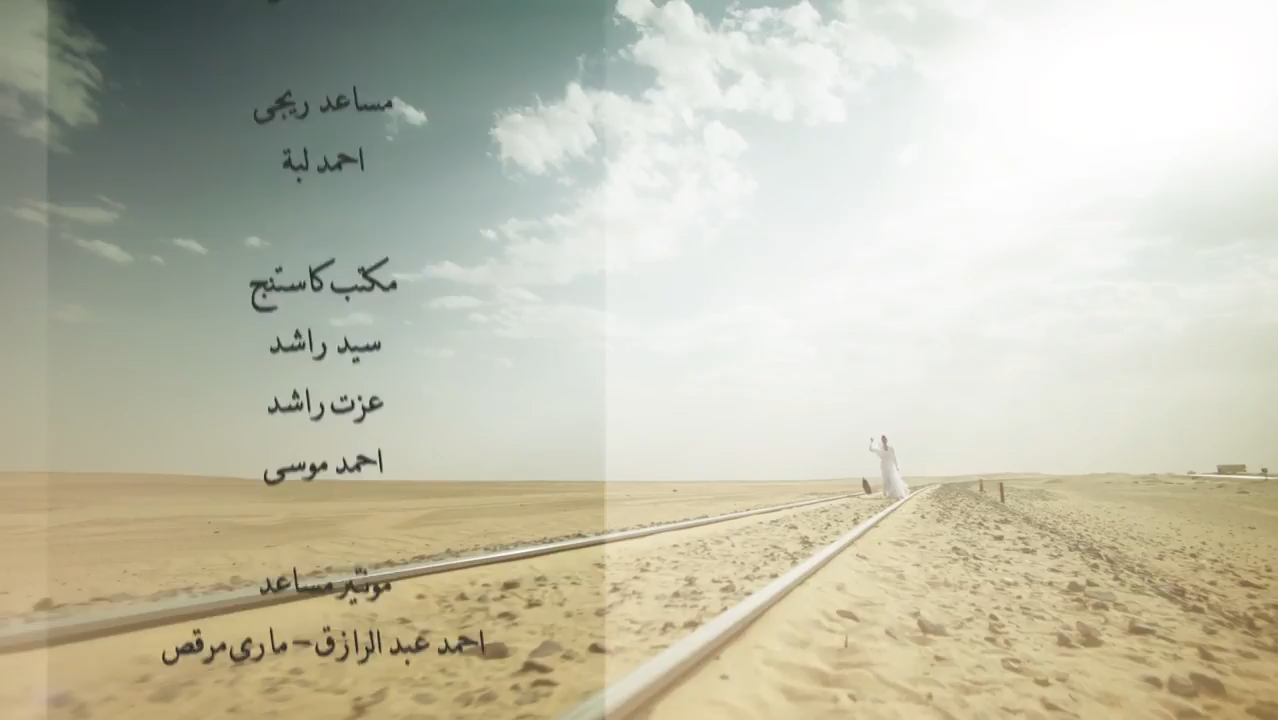 مساعد ريجى
احمد لبة
مكتب كاستنج
سيد راشد
عزت راشد
احمد موسى
مونتير مساعد
احمد عبد الرازق - مارى مرقص